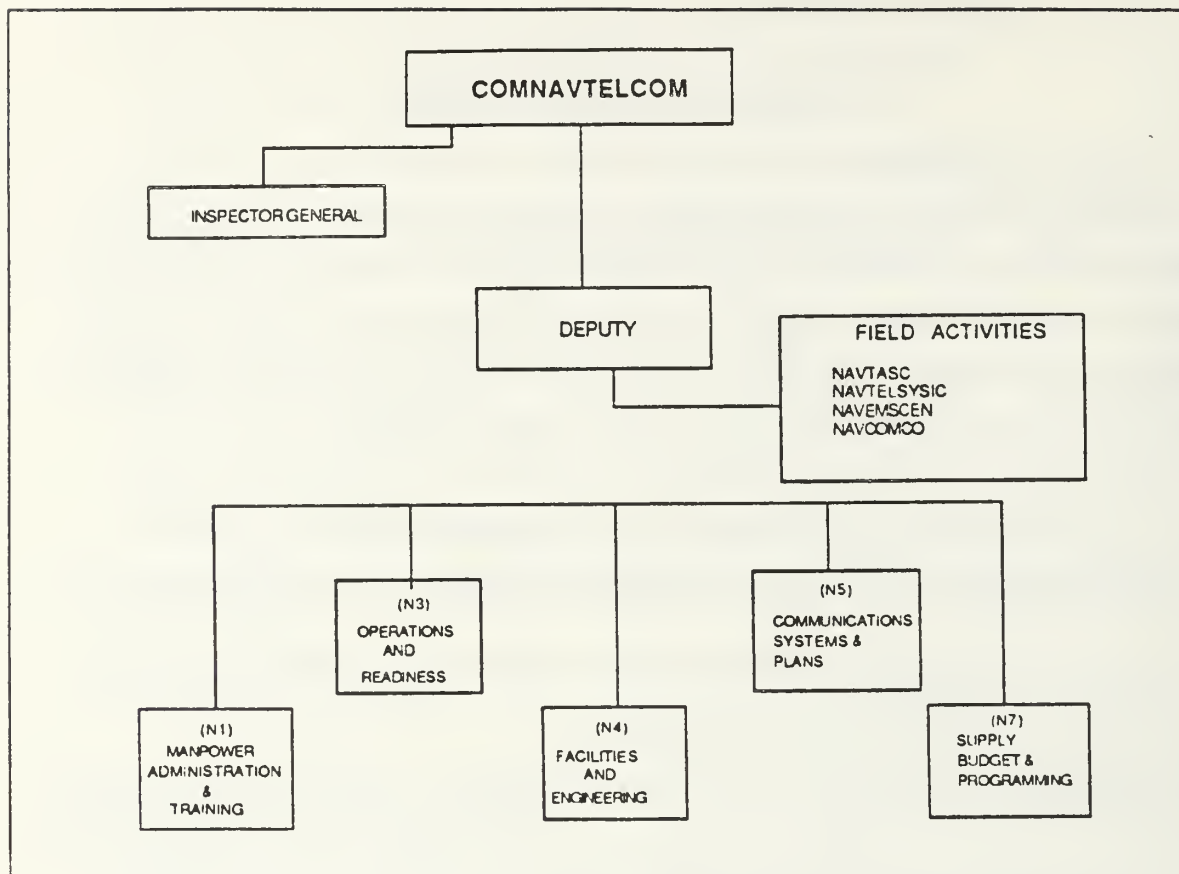 COMNAVTELCOM
INSPECTOR GENERAL
DEPUTY
FIELD ACTIVITIES
NAVTASC
NAVTELSYSIC
NAVEMSCEN
NAVCOMCO
(N1)
MANPOWER
ADMINISTRATION
&
TRAINING
(N3)
OPERATIONS
AND
READINESS
(N4)
FACILITIES
AND
ENGINEERING
(N5)
COMMUNICATIONS
SYSTEMS &
PLANS
(N7)
SUPPLY
BUDGET &
PROGRAMMING